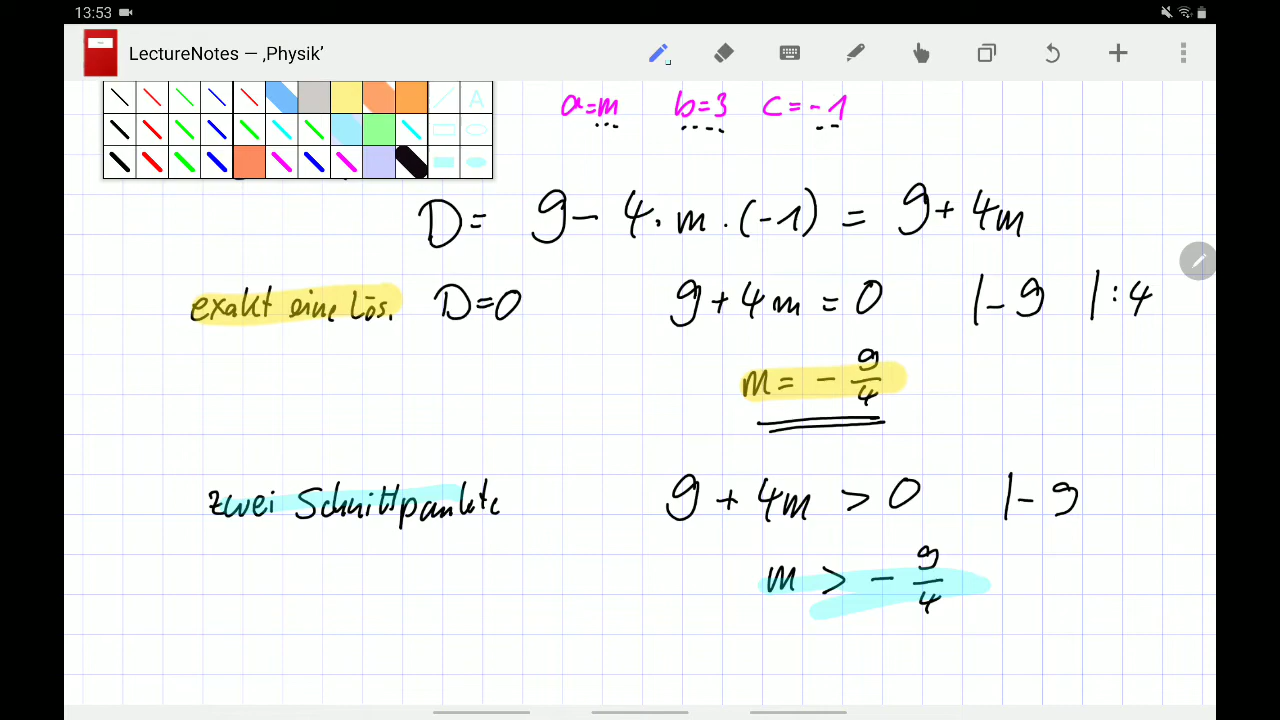 13:53
LectureNotes — ‚Physik’
A
a=m b=3 c=-1
D= 9- 4·m·(-1) = 9+4m
exakt eine Lös. D=0 9+4m=0 |-9 |:4
m= - 9/4
zwei Schnittpunkte 9+4m>0 |-9
m > - 9/4